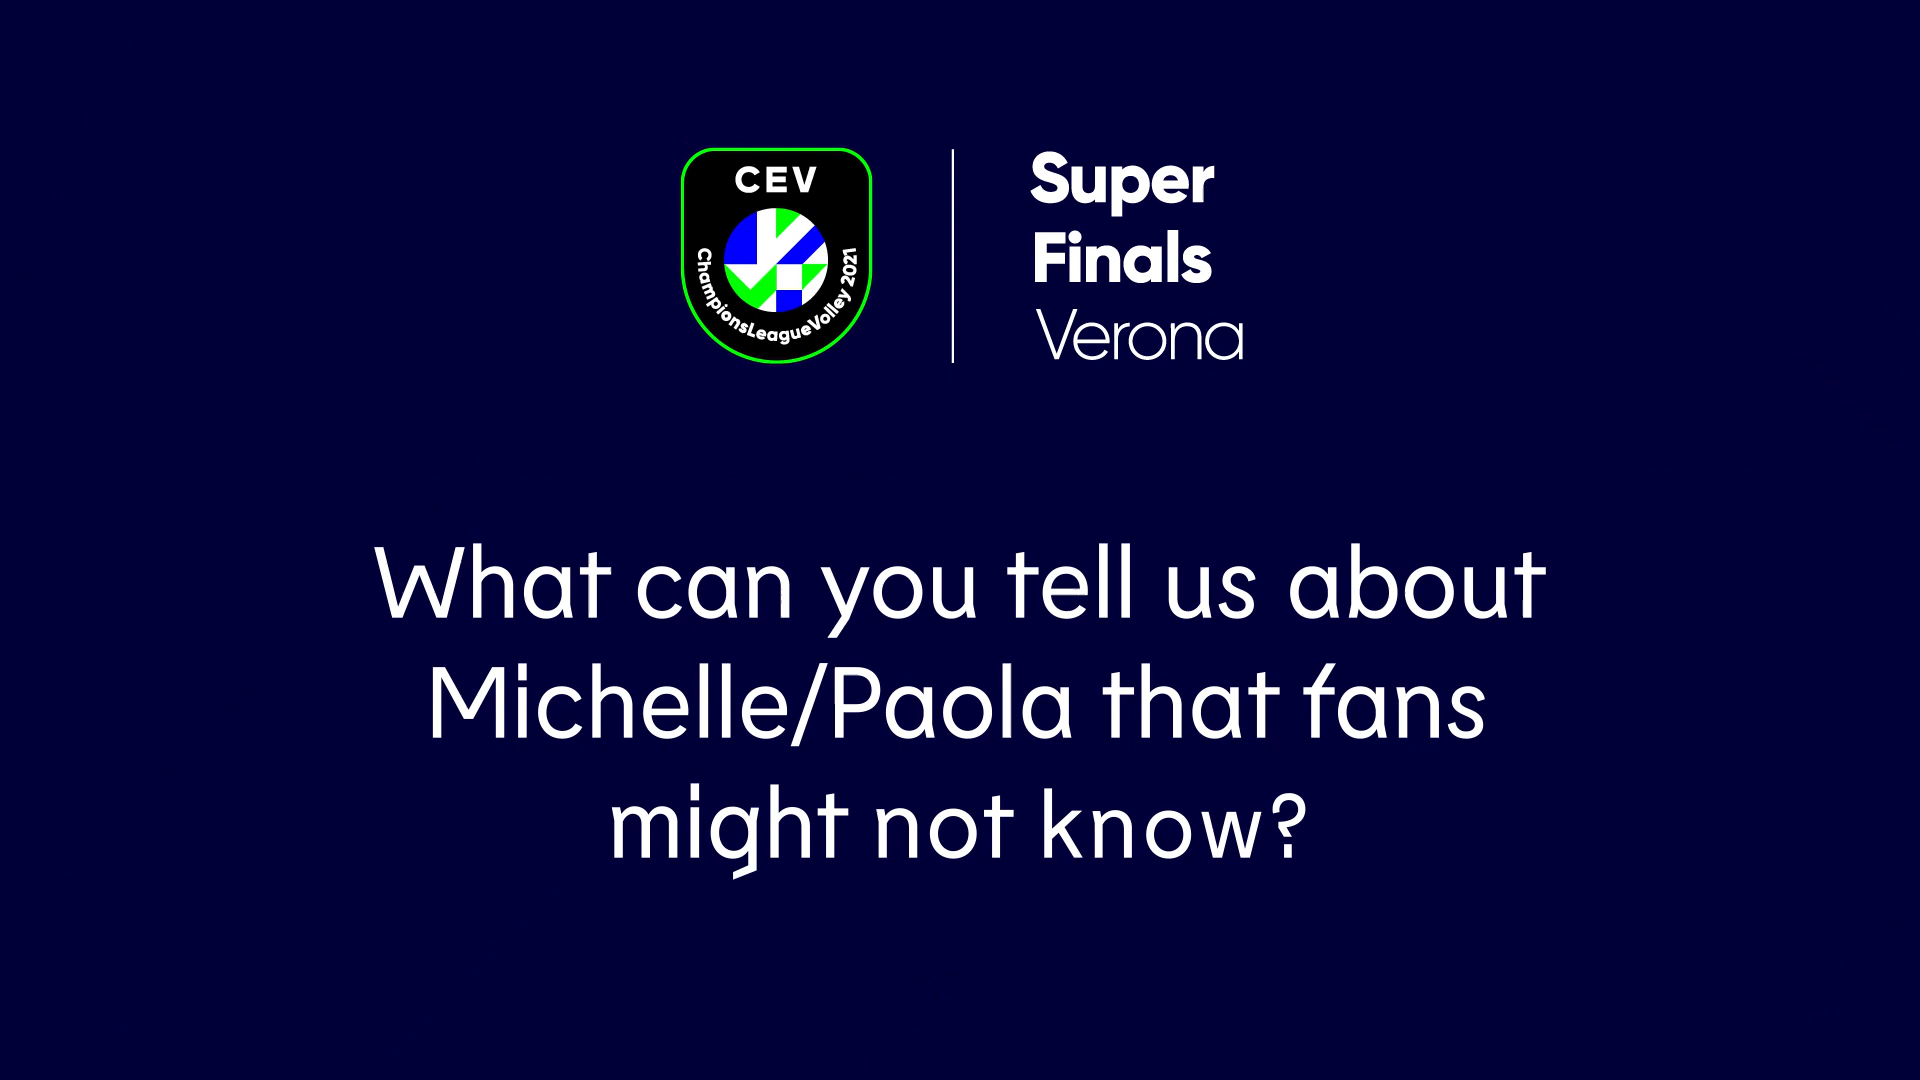 CEV
ChampionsLeagueVolley 2021
Super
Finals
Verona
What can you tell us about
Michelle/Paola that fans
might not know?